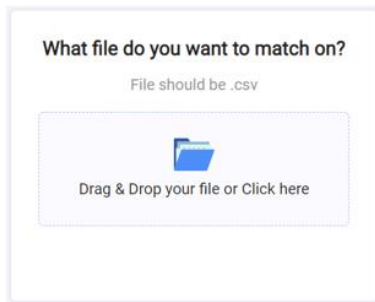 What file do you want to match on?
File should be .csv
Drag & Drop your file or Click here